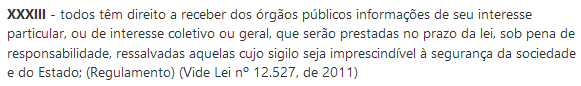 XXXIII - todos têm direito a receber dos órgãos públicos informações de seu interesse
particular, ou de interesse coletivo ou geral, que serão prestadas no prazo da lei, sob pena de
responsabilidade, ressalvadas aquelas cujo sigilo seja imprescindível à segurança da sociedade
e do Estado; (Regulamento) (Vide Lei nº 12.527, de 2011)